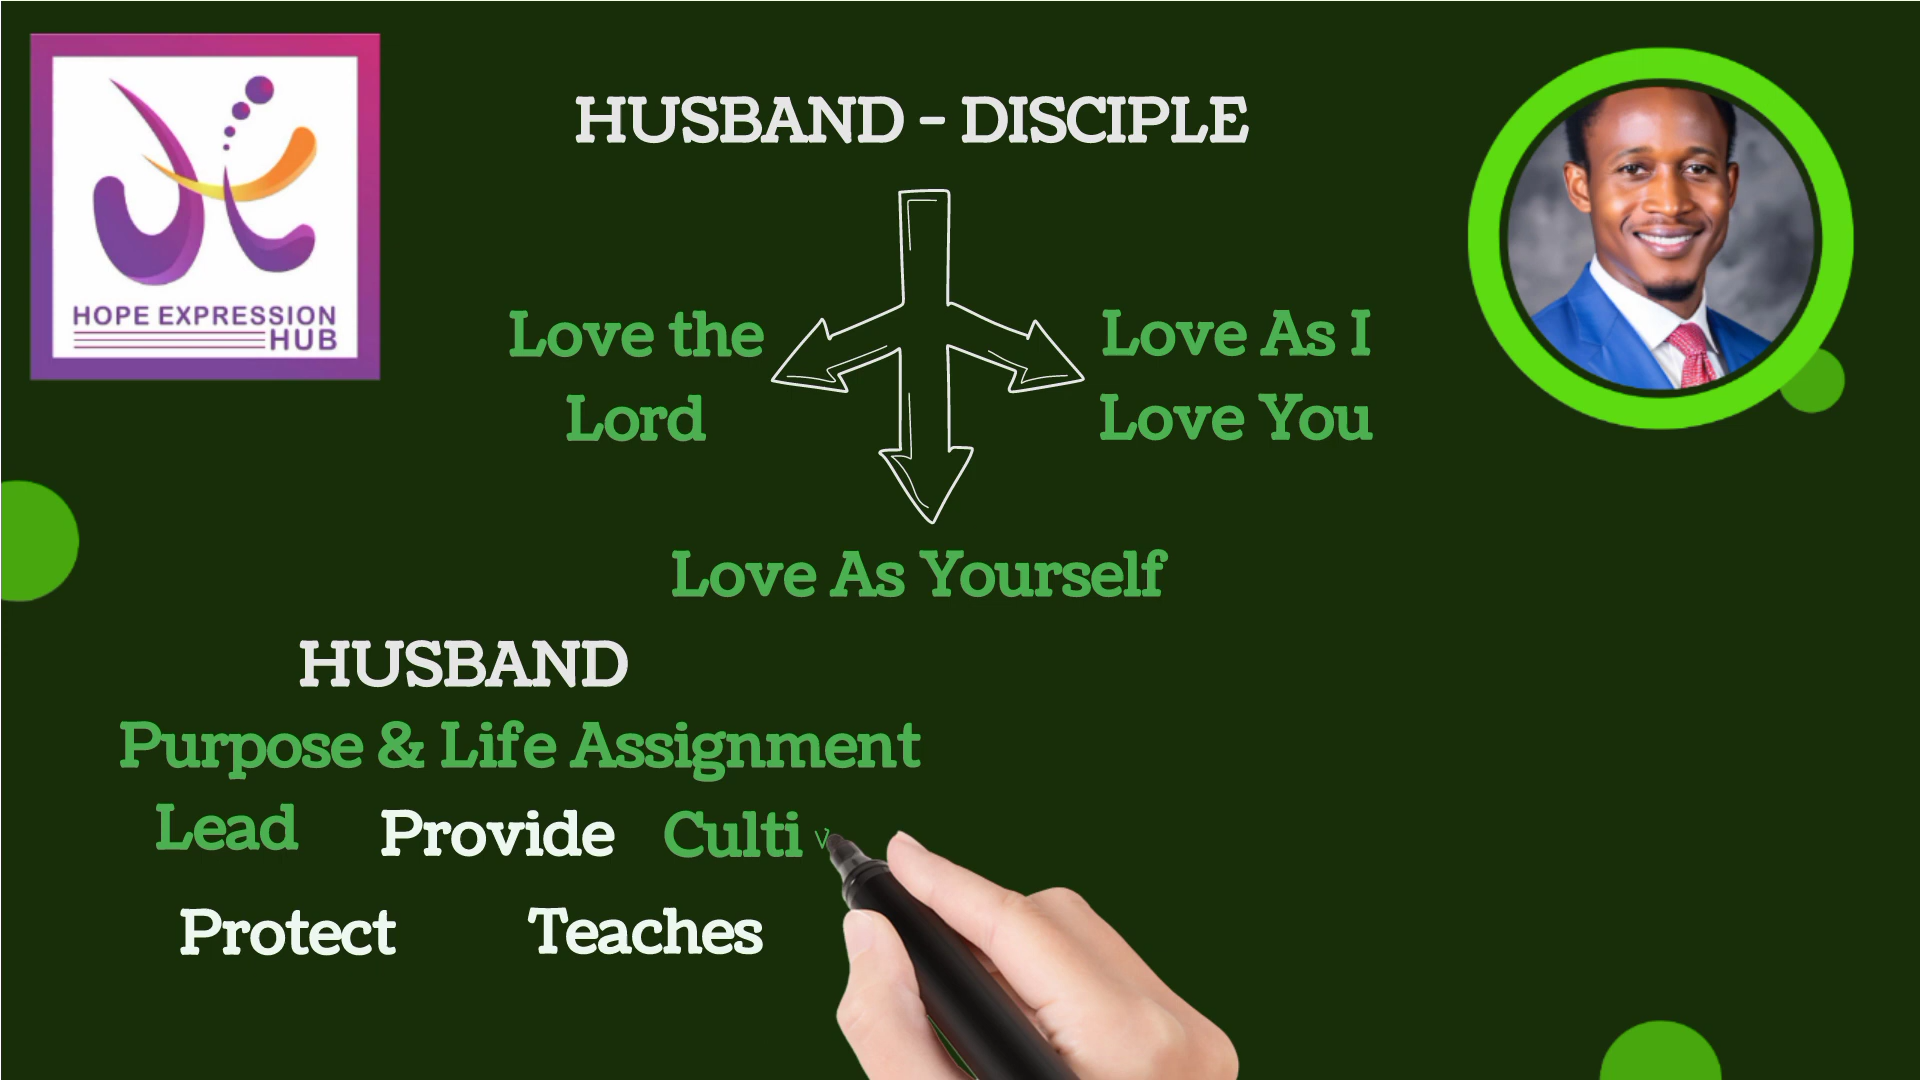 HOPE EXPRESSION
HUB
HUSBAND - DISCIPLE
Love the
Lord
Love As I
Love You
Love As Yourself
HUSBAND
Purpose & Life Assignment
Lead Provide Culti v
Protect Teaches